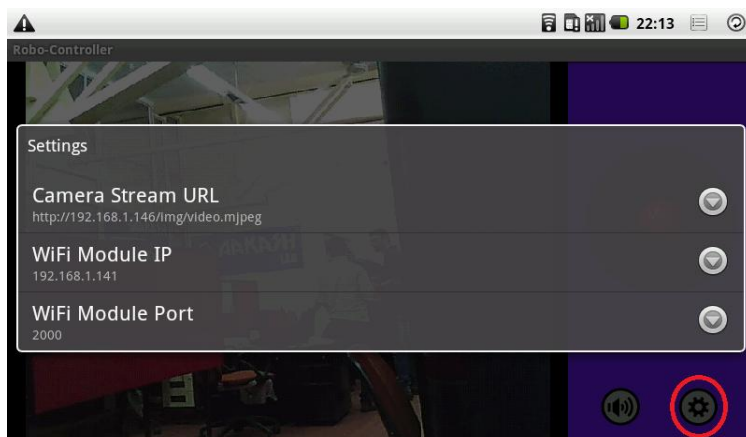 22:13
Robo-Controller
Settings
Camera Stream URL
http://192.168.1.146/img/video.mjpeg
WiFi Module IP
192.168.1.141
WiFi Module Port
2000